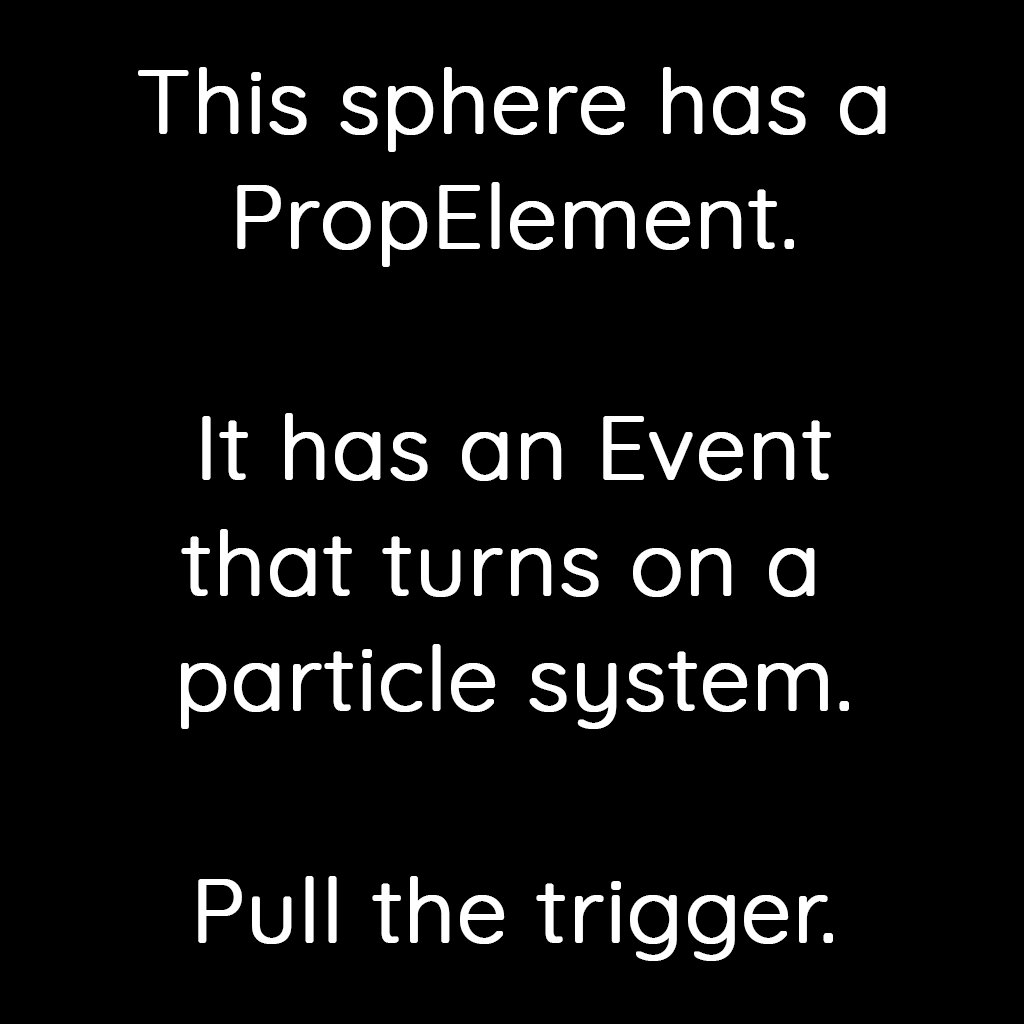 This sphere has a
PropElement.
It has an Event
that turns on a
particle system.
Pull the trigger.